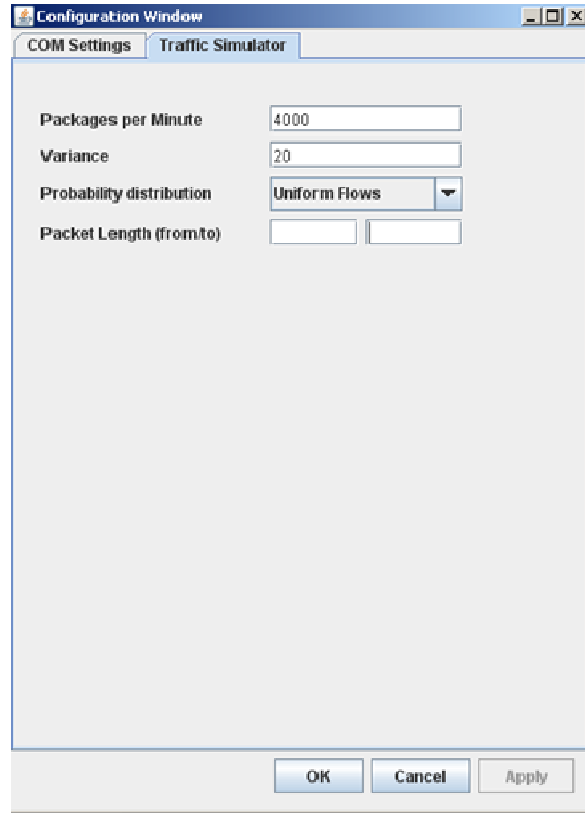 Configuration Window
COM Settings Traffic Simulator
Packages per Minute 4000
Variance 20
Probability distribution Uniform Flows
Packet Length (from/to)
OK Cancel Apply